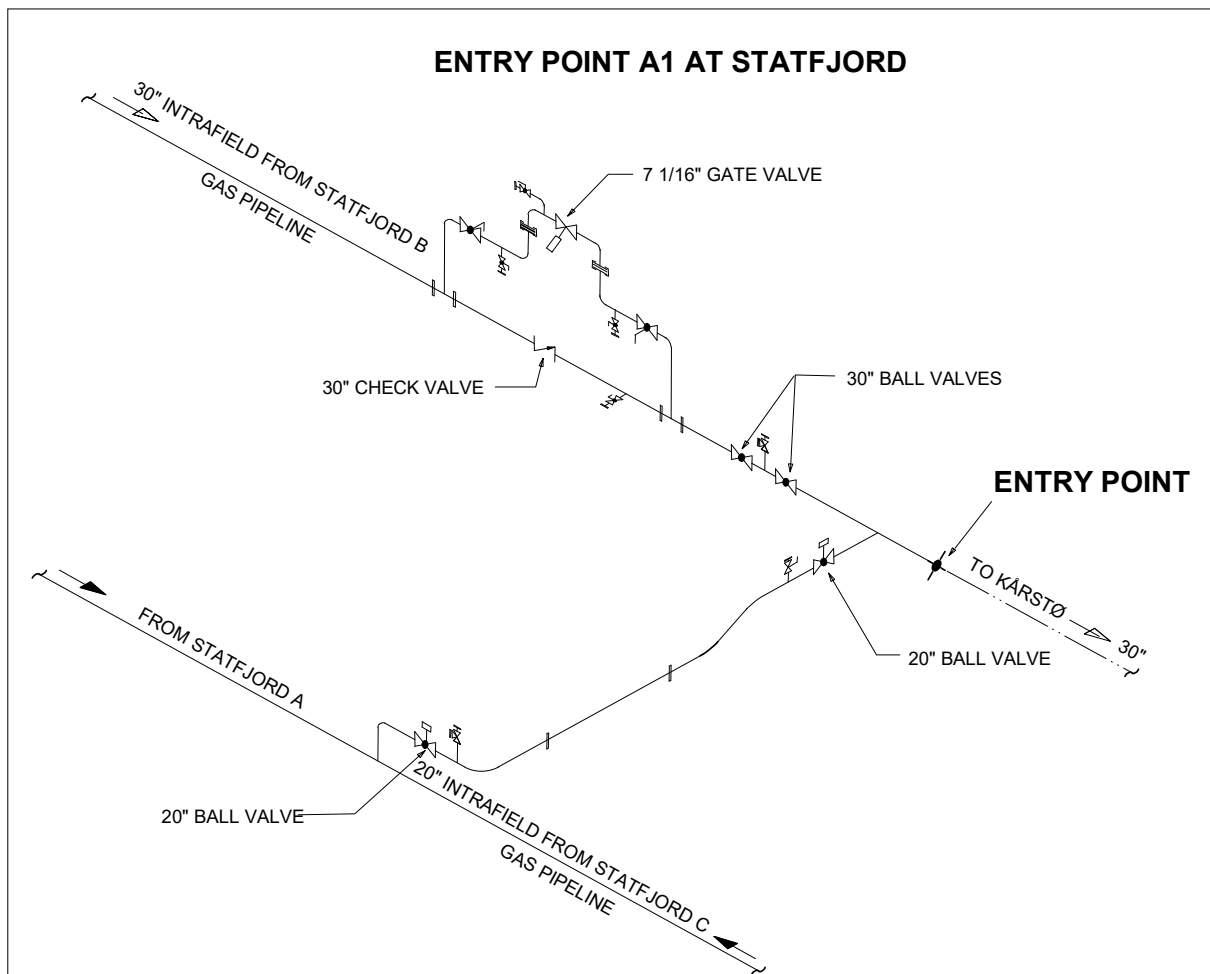 ENTRY POINT A1 AT STATFJORD
30" INTRAFIELD FROM STATFJORD B
GAS PIPELINE
7 1/16" GATE VALVE
30" CHECK VALVE
30" BALL VALVES
ENTRY POINT
TO KÅRSTØ
30"
FROM STATFJORD A
20" BALL VALVE
20" BALL VALVE
20" INTRAFIELD FROM STATFJORD C
GAS PIPELINE